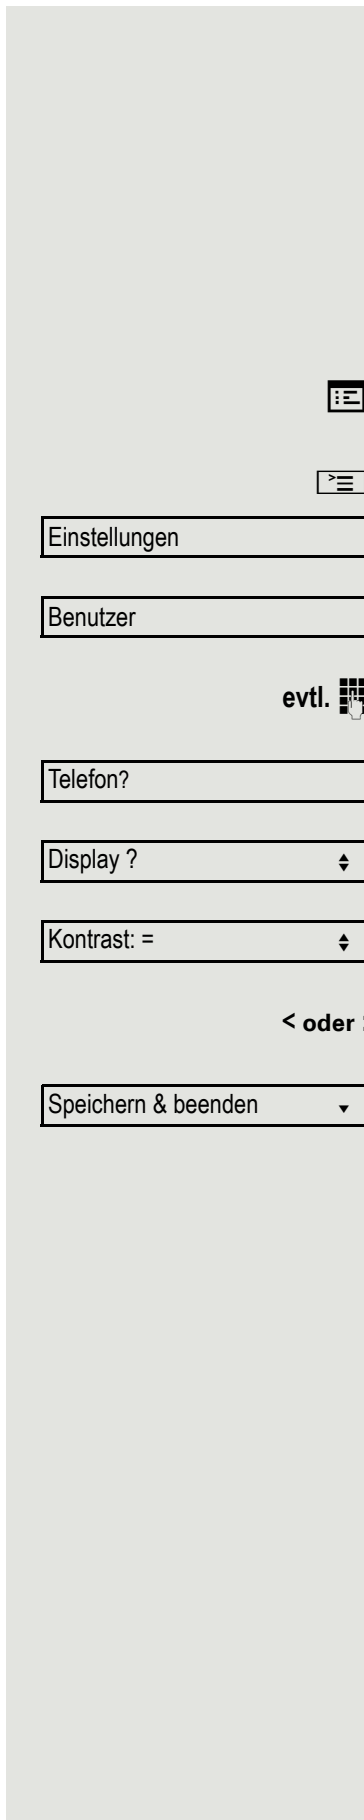 Einstellungen
Benutzer
evtl.
Telefon?
Display ?
Kontrast: =
< oder
Speichern & beenden